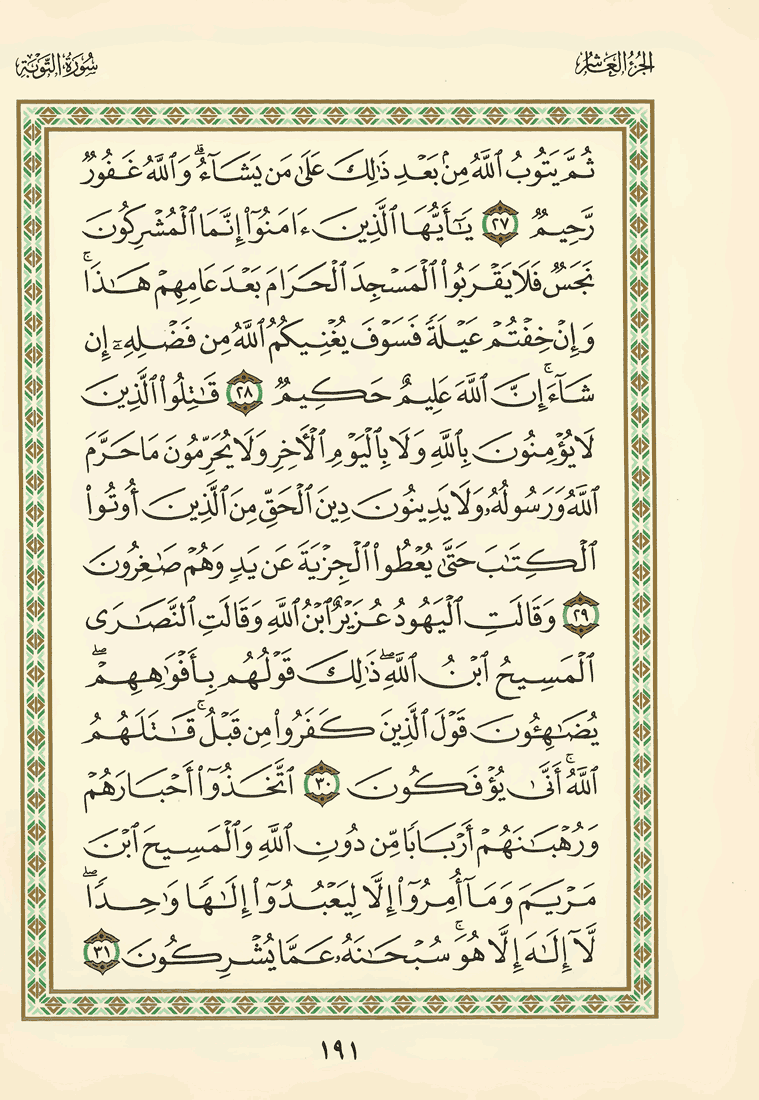 الجزء العاشر
سورة التوبة
ثُمَّ يَتُوبُ ٱللَّهُ مِنۢ بَعْدِ ذَٰلِكَ عَلَىٰ مَن يَشَآءُ ۗ وَٱللَّهُ غَفُورٌ
رَّحِيمٌ ٢٧ يَـٰٓأَيُّهَا ٱلَّذِينَ ءَامَنُوٓا۟ إِنَّمَا ٱلْمُشْرِكُونَ
نَجَسٌ فَلَا يَقْرَبُوا۟ ٱلْمَسْجِدَ ٱلْحَرَامَ بَعْدَ عَامِهِمْ هَـٰذَا ۚ
وَإِنْ خِفْتُمْ عَيْلَةً فَسَوْفَ يُغْنِيكُمُ ٱللَّهُ مِن فَضْلِهِۦٓ إِن
شَآءَ ۚ إِنَّ ٱللَّهَ عَلِيمٌ حَكِيمٌ ٢٨ قَـٰتِلُوا۟ ٱلَّذِينَ
لَا يُؤْمِنُونَ بِٱللَّهِ وَلَا بِٱلْيَوْمِ ٱلْـَٔاخِرِ وَلَا يُحَرِّمُونَ مَا حَرَّمَ
ٱللَّهُ وَرَسُولُهُۥ وَلَا يَدِينُونَ دِينَ ٱلْحَقِّ مِنَ ٱلَّذِينَ أُوتُوا۟
ٱلْكِتَـٰبَ حَتَّىٰ يُعْطُوا۟ ٱلْجِزْيَةَ عَن يَدٍ وَهُمْ صَـٰغِرُونَ
٢٩ وَقَالَتِ ٱلْيَهُودُ عُزَيْرٌ ٱبْنُ ٱللَّهِ وَقَالَتِ ٱلنَّصَـٰرَى
ٱلْمَسِيحُ ٱبْنُ ٱللَّهِ ۖ ذَٰلِكَ قَوْلُهُم بِأَفْوَٰهِهِمْ ۖ
يُضَـٰهِـُٔونَ قَوْلَ ٱلَّذِينَ كَفَرُوا۟ مِن قَبْلُ ۚ قَـٰتَلَهُمُ
ٱللَّهُ ۚ أَنَّىٰ يُؤْفَكُونَ ٣٠ ٱتَّخَذُوٓا۟ أَحْبَارَهُمْ
وَرُهْبَـٰنَهُمْ أَرْبَابًا مِّن دُونِ ٱللَّهِ وَٱلْمَسِيحَ ٱبْنَ
مَرْيَمَ وَمَآ أُمِرُوٓا۟ إِلَّا لِيَعْبُدُوٓا۟ إِلَـٰهًا وَٰحِدًا ۖ
لَّآ إِلَـٰهَ إِلَّا هُوَ ۚ سُبْحَـٰنَهُۥ عَمَّا يُشْرِكُونَ ٣١
١٩١